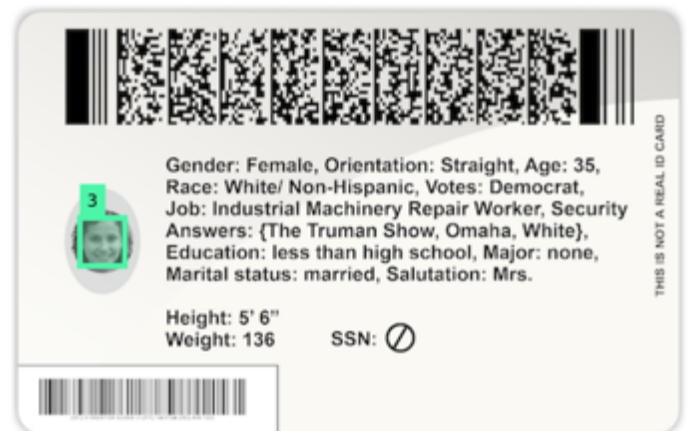 3
Gender: Female, Orientation: Straight, Age: 35,
Race: White/ Non-Hispanic, Votes: Democrat,
Job: Industrial Machinery Repair Worker, Security
Answers: {The Truman Show, Omaha, White},
Education: less than high school, Major: none,
Marital status: married, Salutation: Mrs.
Height: 5' 6”
Weight: 136
SSN:
THIS IS NOT A REAL ID CARD